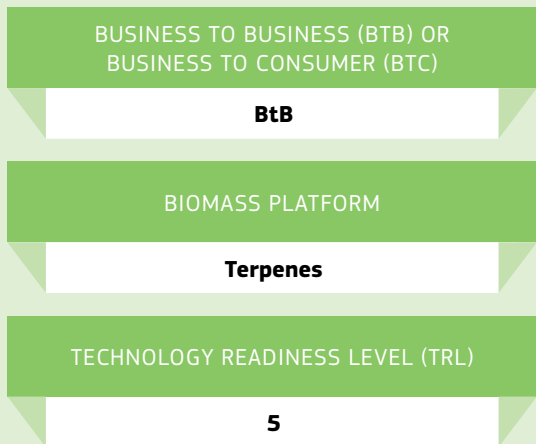 BUSINESS TO BUSINESS (BTB) OR
BUSINESS TO CONSUMER (BTC)
BtB
BIOMASS PLATFORM
Terpenes
TECHNOLOGY READINESS LEVEL (TRL)
5